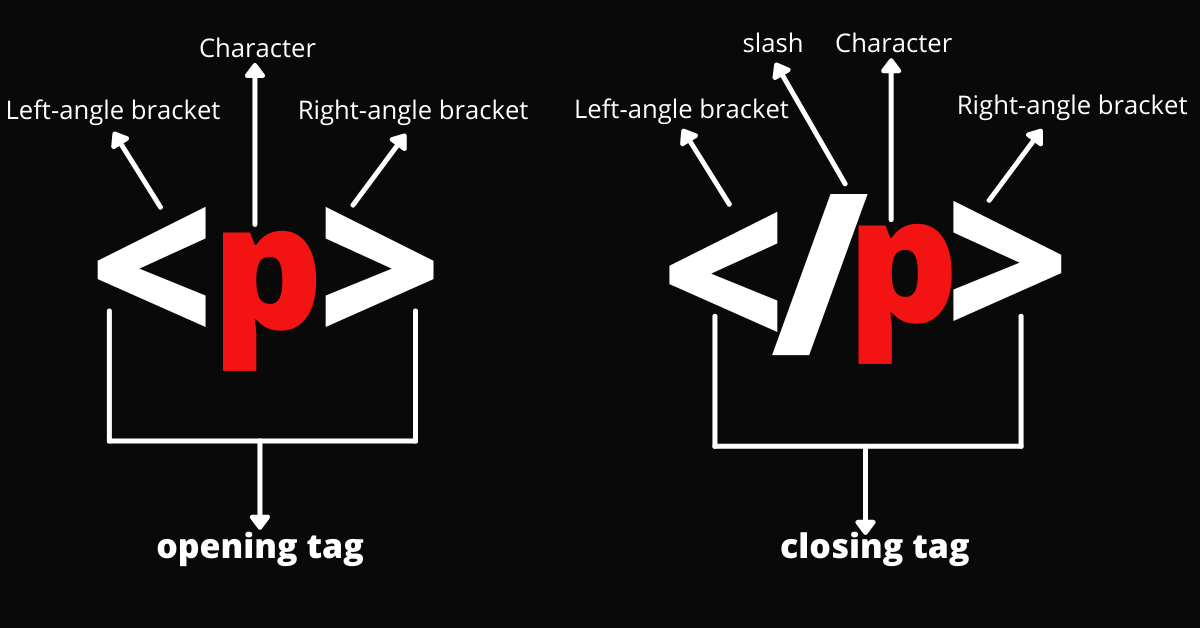 Character
Left-angle bracket
Right-angle bracket
<p>
opening tag
slash
Character
Left-angle bracket
Right-angle bracket
</p>
closing tag